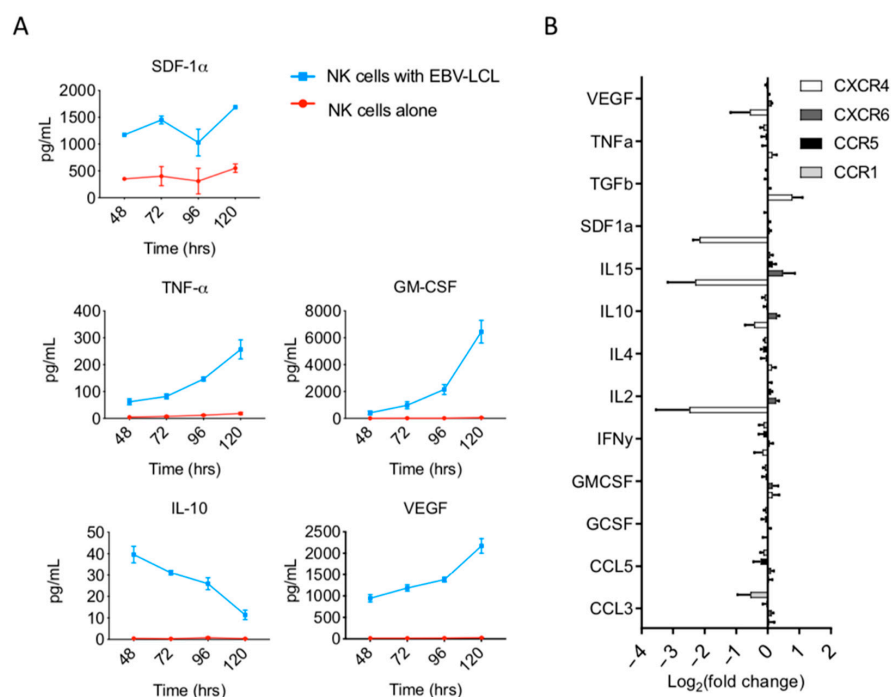 A
SDF-1α
pg/mL
2000
1500
1000
500
0
48
72
96
120
Time (hrs)
NK cells with EBV-LCL
NK cells alone
TNF-α
pg/mL
400
300
200
100
0
48
72
96
120
Time (hrs)
GM-CSF
pg/mL
8000
6000
4000
2000
0
48
72
96
120
Time (hrs)
IL-10
pg/mL
50
40
30
20
10
0
48
72
96
120
Time (hrs)
VEGF
pg/mL
2500
2000
1500
1000
500
0
48
72
96
120
Time (hrs)
B
CXCR4
CXCR6
CCR5
CCR1
VEGF
TNFa
TGFb
SDF1a
IL15
IL10
IL4
IL2
IFNy
GMCSF
GCSF
CCL5
CCL3
-4
-3
-2
-1
0
1
2
Log2(fold change)